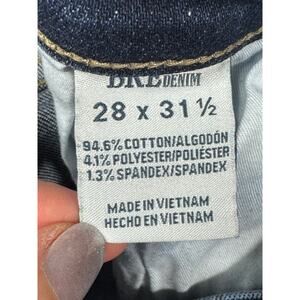 BKE DENIM
28 x 31 ½
94.6% COTTON/ALGODÓN
4.1% POLYESTER/POLIÉSTER
1.3% SPANDEX/SPANDEX
MADE IN VIETNAM
HECHO EN VIETNAM